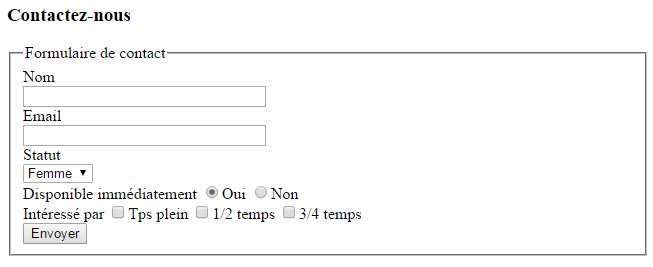 Contactez-nous
Formulaire de contact
Nom
Email
Statut
Femme
Disponible immédiatement Oui Non
Intéressé par Tps plein 1/2 temps 3/4 temps
Envoyer